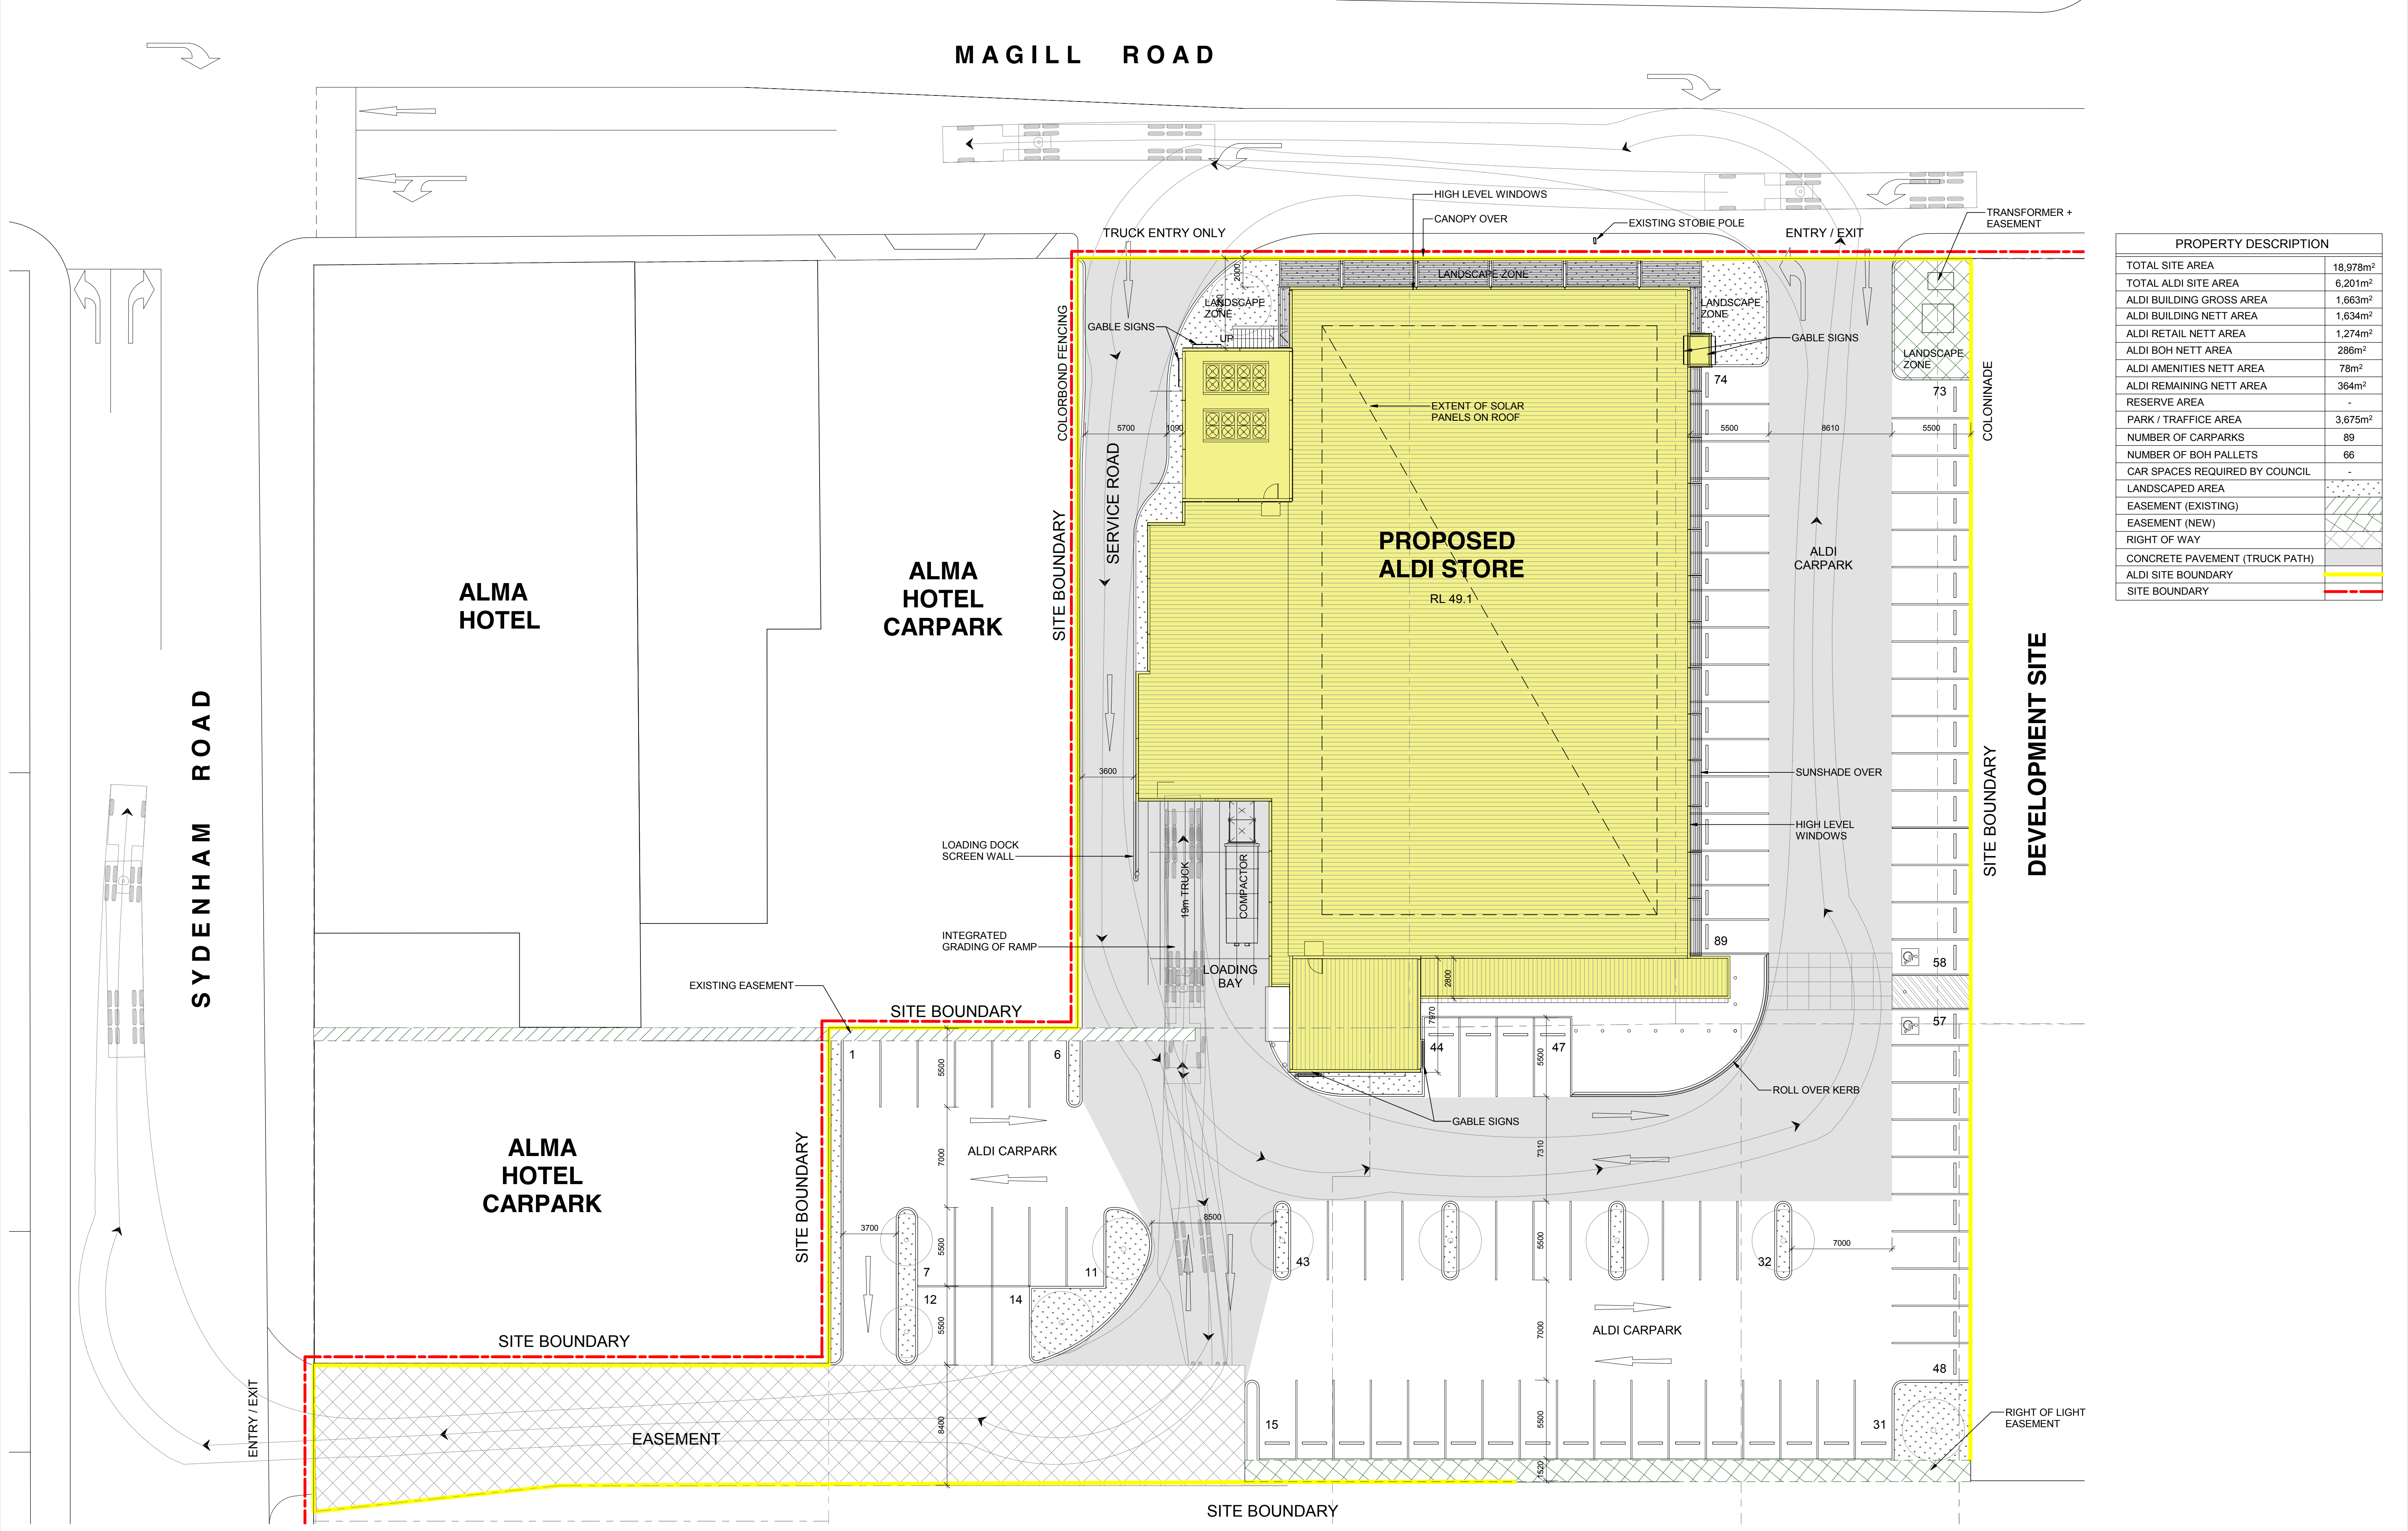 MAGILL ROAD
HIGH LEVEL WINDOWS
CANOPY OVER
EXISTING STOBIE POLE
TRUCK ENTRY ONLY
ENTRY / EXIT
TRANSFORMER +
EASEMENT
PROPERTY DESCRIPTION
TOTAL SITE AREA 18,978m²
TOTAL ALDI SITE AREA 6,201m²
ALDI BUILDING GROSS AREA 1,663m²
ALDI BUILDING NETT AREA 1,634m²
ALDI RETAIL NETT AREA 1,274m²
ALDI BOH NETT AREA 286m²
ALDI AMENITIES NETT AREA 78m²
ALDI REMAINING NETT AREA 364m²
RESERVE AREA -
PARK / TRAFFICE AREA 3,675m²
NUMBER OF CARPARKS 89
NUMBER OF BOH PALLETS 66
CAR SPACES REQUIRED BY COUNCIL -
LANDSCAPED AREA
EASEMENT (EXISTING)
EASEMENT (NEW)
RIGHT OF WAY
CONCRETE PAVEMENT (TRUCK PATH)
ALDI SITE BOUNDARY
SITE BOUNDARY
2000
LANDSCAPE ZONE
LANDSCAPE
ZONE
LANDSCAPE
ZONE
LANDSCAPE
ZONE
GABLE SIGNS
UP
GABLE SIGNS
COLORBOND FENCING
COLONINADE
74
73
EXTENT OF SOLAR
PANELS ON ROOF
5700
1090
5500
8610
5500
SERVICE ROAD
SITE BOUNDARY
PROPOSED
ALDI STORE
RL 49.1
ALDI
CARPARK
ALMA
HOTEL
ALMA
HOTEL
CARPARK
SYDENHAM ROAD
DEVELOPMENT SITE
SITE BOUNDARY
3600
SUNSHADE OVER
HIGH LEVEL
WINDOWS
LOADING DOCK
SCREEN WALL
19m TRUCK
COMPACTOR
INTEGRATED
GRADING OF RAMP
LOADING
BAY
89
58
57
2800
7970
EXISTING EASEMENT
SITE BOUNDARY
1
6
44
47
5500
5500
ROLL OVER KERB
GABLE SIGNS
ALMA
HOTEL
CARPARK
SITE BOUNDARY
ALDI CARPARK
7000
7310
3700
8500
5500
5500
7000
7
11
12
14
43
32
5500
7000
ALDI CARPARK
SITE BOUNDARY
48
ENTRY / EXIT
EASEMENT
8400
15
31
5500
1520
RIGHT OF LIGHT
EASEMENT
SITE BOUNDARY